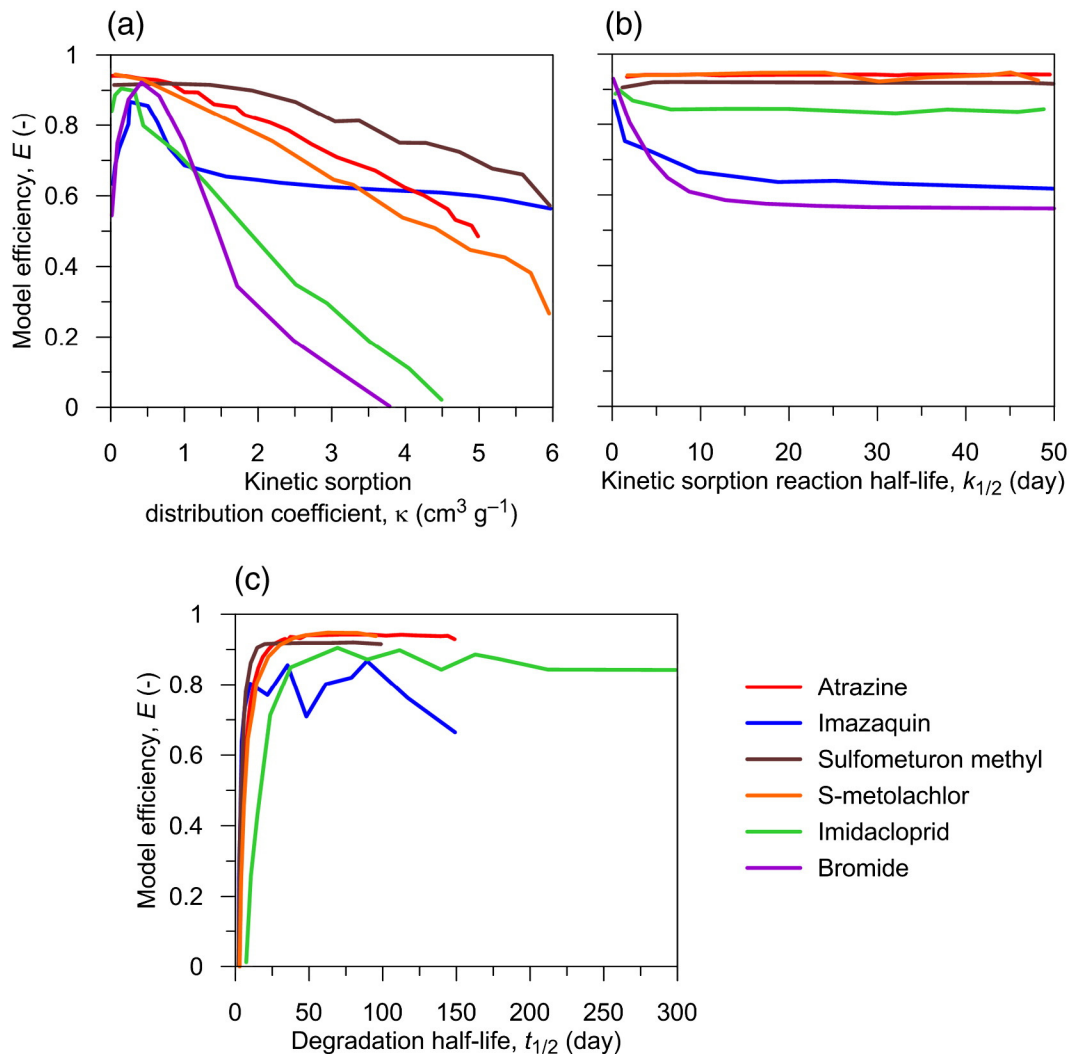 (a)
(b)
1
0.8
0.6
0.4
0.2
0
Model efficiency, E (-)
0 1 2 3 4 5 6
Kinetic sorption
distribution coefficient, κ (cm³ g⁻¹)
Model efficiency, E (-)
0 10 20 30 40 50
Kinetic sorption reaction half-life, k1/2 (day)
(c)
1
0.8
0.6
0.4
0.2
0
Model efficiency, E (-)
0 50 100 150 200 250 300
Degradation half-life, t1/2 (day)
Atrazine
Imazaquin
Sulfometuron methyl
S-metolachlor
Imidacloprid
Bromide